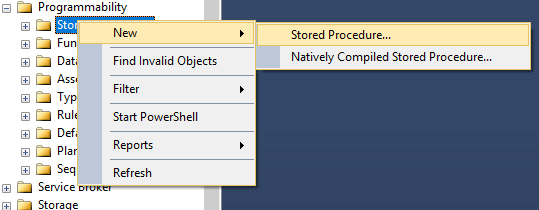 Programmability
Stor
New
Stored Procedure...
Fun
Find Invalid Objects
Natively Compiled Stored Procedure...
Data
Filter
Asse
Typ
Start PowerShell
Rule
Defa
Reports
Plan
Seq
Refresh
Service Broker
Storage